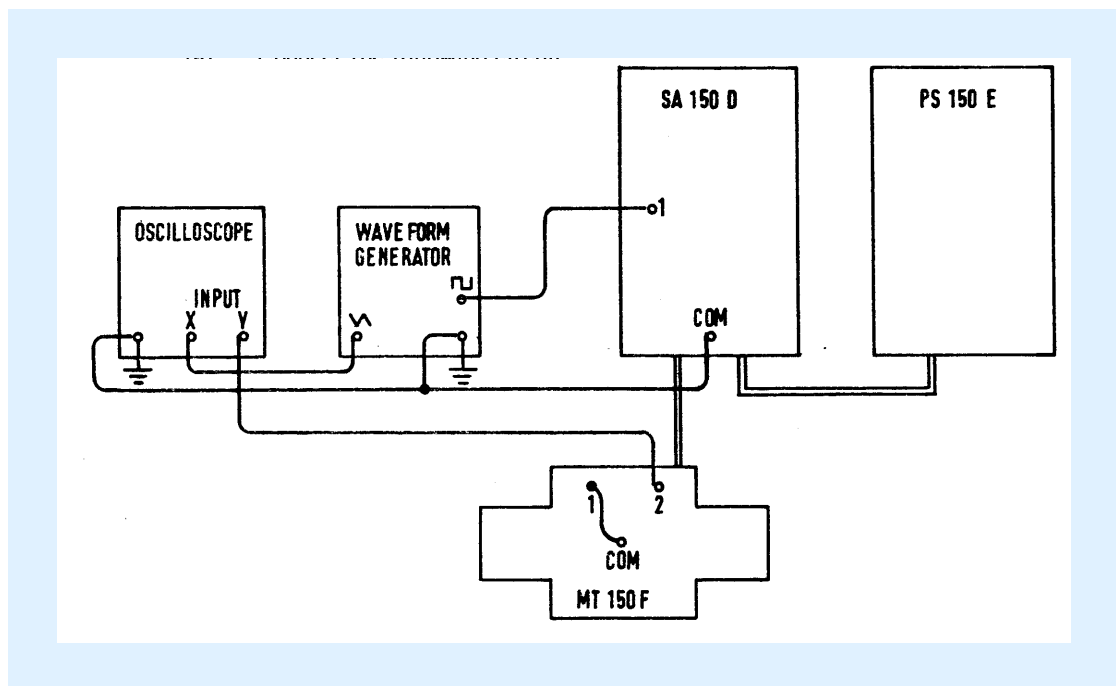 SA 150 D
PS 150 E
1
OSCILLOSCOPE
WAVE FORM
GENERATOR
INPUT
X Y
COM
1 2
COM
MT 150 F